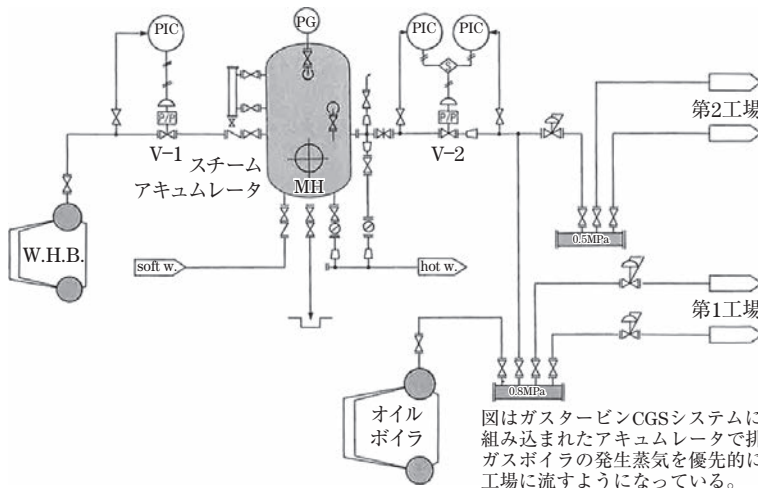 PIC
PG
PIC
PIC
S
P/P
P/P
第2工場
V-1
スチーム
アキュムレータ
MH
V-2
W.H.B.
0.5MPa
soft w.
hot w.
第1工場
0.8MPa
オイル
ボイラ
図はガスタービンCGSシステムに
組み込まれたアキュムレータで排
ガスボイラの発生蒸気を優先的に
工場に流すようになっている。